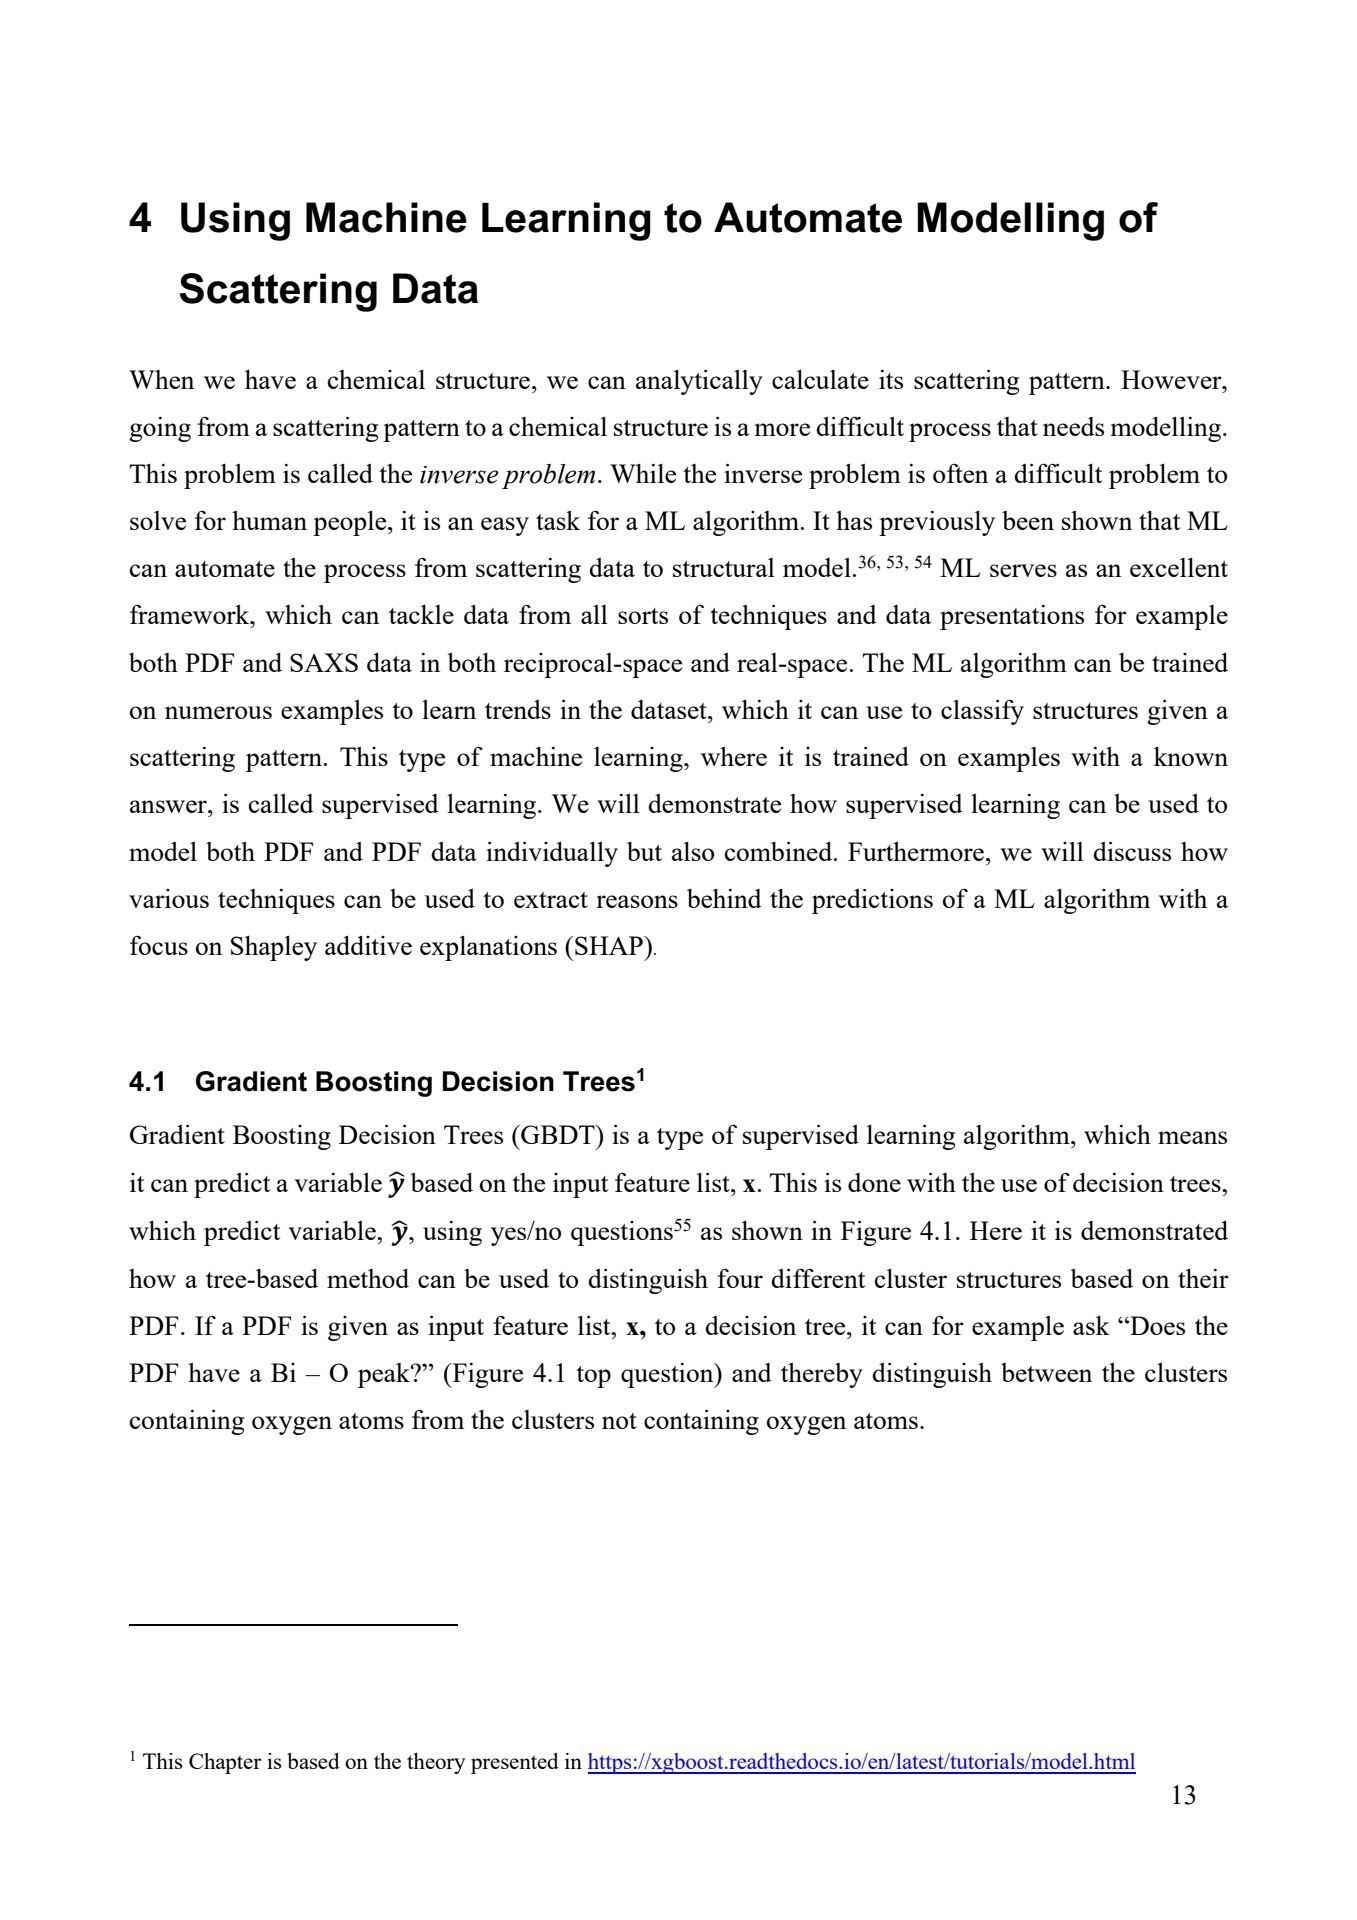 4 Using Machine Learning to Automate Modelling of
Scattering Data
When we have a chemical structure, we can analytically calculate its scattering pattern. However,
going from a scattering pattern to a chemical structure is a more difficult process that needs modelling.
This problem is called the inverse problem. While the inverse problem is often a difficult problem to
solve for human people, it is an easy task for a ML algorithm. It has previously been shown that ML
can automate the process from scattering data to structural model.36, 53, 54 ML serves as an excellent
framework, which can tackle data from all sorts of techniques and data presentations for example
both PDF and SAXS data in both reciprocal-space and real-space. The ML algorithm can be trained
on numerous examples to learn trends in the dataset, which it can use to classify structures given a
scattering pattern. This type of machine learning, where it is trained on examples with a known
answer, is called supervised learning. We will demonstrate how supervised learning can be used to
model both PDF and PDF data individually but also combined. Furthermore, we will discuss how
various techniques can be used to extract reasons behind the predictions of a ML algorithm with a
focus on Shapley additive explanations (SHAP).
4.1 Gradient Boosting Decision Trees1
Gradient Boosting Decision Trees (GBDT) is a type of supervised learning algorithm, which means
it can predict a variable ŷ based on the input feature list, x. This is done with the use of decision trees,
which predict variable, ŷ, using yes/no questions55 as shown in Figure 4.1. Here it is demonstrated
how a tree-based method can be used to distinguish four different cluster structures based on their
PDF. If a PDF is given as input feature list, x, to a decision tree, it can for example ask “Does the
PDF have a Bi – O peak?” (Figure 4.1 top question) and thereby distinguish between the clusters
containing oxygen atoms from the clusters not containing oxygen atoms.
1 This Chapter is based on the theory presented in https://xgboost.readthedocs.io/en/latest/tutorials/model.html
13